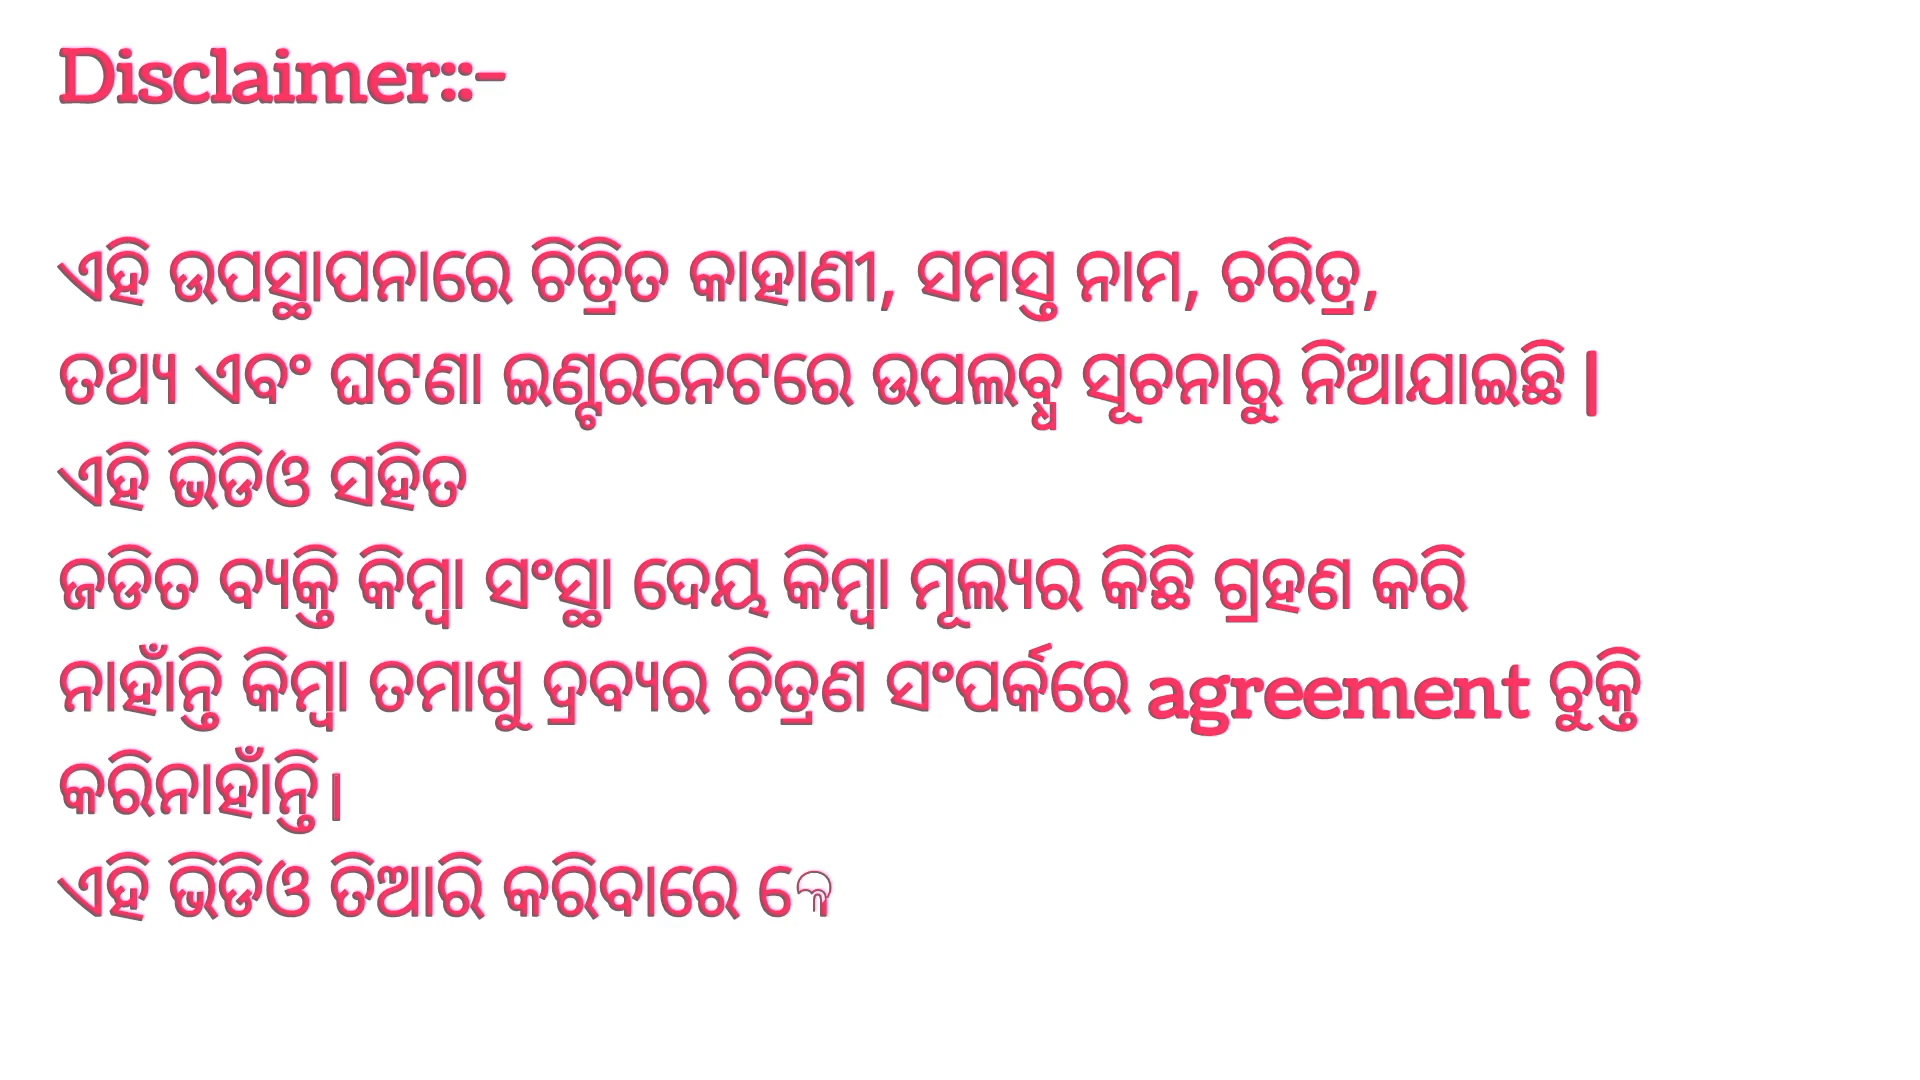 Disclaimer::-
ଏହି ଉପସ୍ଥାପନାରେ ଚିତ୍ରିତ କାହାଣୀ, ସମସ୍ତ ନାମ, ଚରିତ୍ର,
ତଥ୍ୟ ଏବଂ ଘଟଣା ଇଣ୍ଟରନେଟରେ ଉପଲବ୍ଧ ସୂଚନାରୁ ନିଆଯାଇଛି |
ଏହି ଭିଡିଓ ସହିତ
ଜଡିତ ବ୍ୟକ୍ତି କିମ୍ବା ସଂସ୍ଥା ଦେୟ କିମ୍ବା ମୂଲ୍ୟର କିଛି ଗ୍ରହଣ କରି
ନାହାଁନ୍ତି କିମ୍ବା ତମାଖୁ ଦ୍ରବ୍ୟର ଚିତ୍ରଣ ସଂପର୍କରେ agreement ଚୁକ୍ତି
କରିନାହାଁନ୍ତି।
ଏହି ଭିଡିଓ ତିଆରି କରିବାରେ କେ